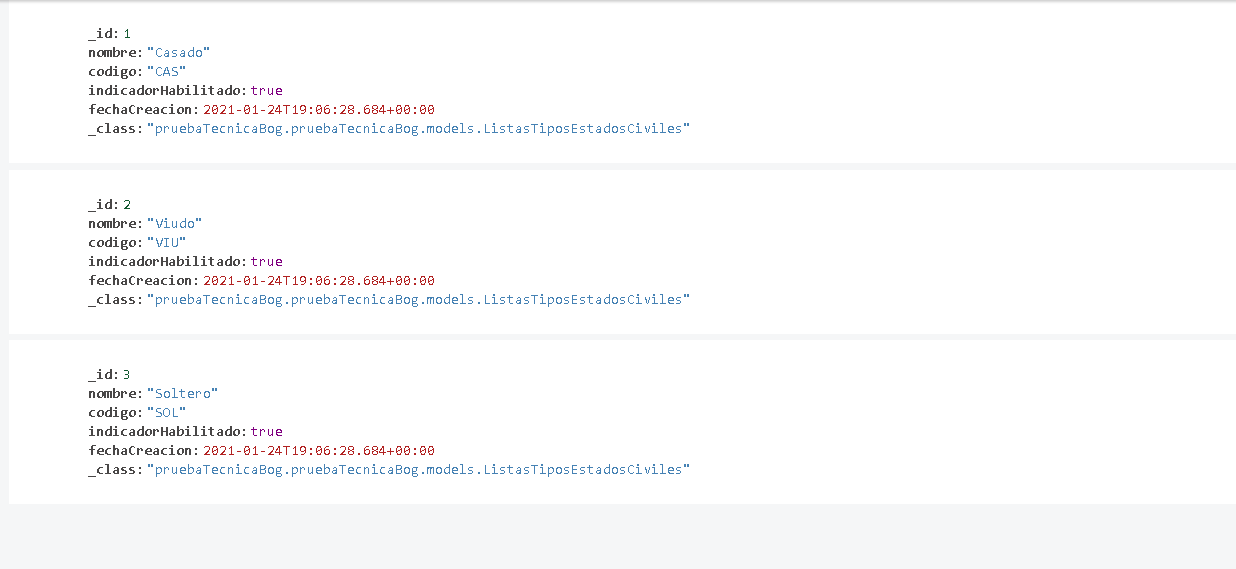 _id: 1
nombre: "Casado"
codigo: "CAS"
indicadorHabilitado: true
fechaCreacion: 2021-01-24T19:06:28.684+00:00
_class: "pruebaTecnicaBog.pruebaTecnicaBog.models.ListasTiposEstadosCiviles"
_id: 2
nombre: "Viudo"
codigo: "VIU"
indicadorHabilitado: true
fechaCreacion: 2021-01-24T19:06:28.684+00:00
_class: "pruebaTecnicaBog.pruebaTecnicaBog.models.ListasTiposEstadosCiviles"
_id: 3
nombre: "Soltero"
codigo: "SOL"
indicadorHabilitado: true
fechaCreacion: 2021-01-24T19:06:28.684+00:00
_class: "pruebaTecnicaBog.pruebaTecnicaBog.models.ListasTiposEstadosCiviles"